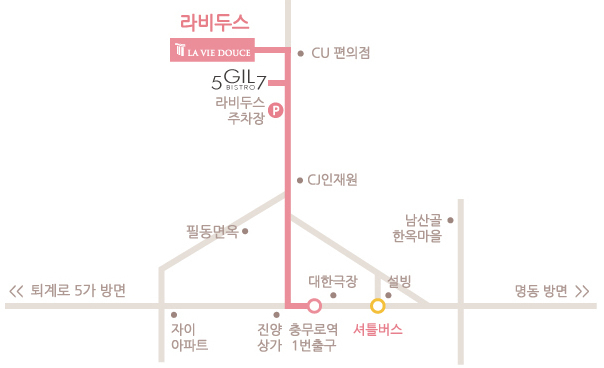 라비두스
LA VIE DOUCE
CU 편의점
5GIL7
BISTRO
라비두스
주차장
P
CJ인재원
남산골
한옥마을
필동면옥
대한극장
설빙
《 퇴계로 5가 방면
명동 방면 》
자이
아파트
진양
상가
충무로역
1번출구
셔틀버스